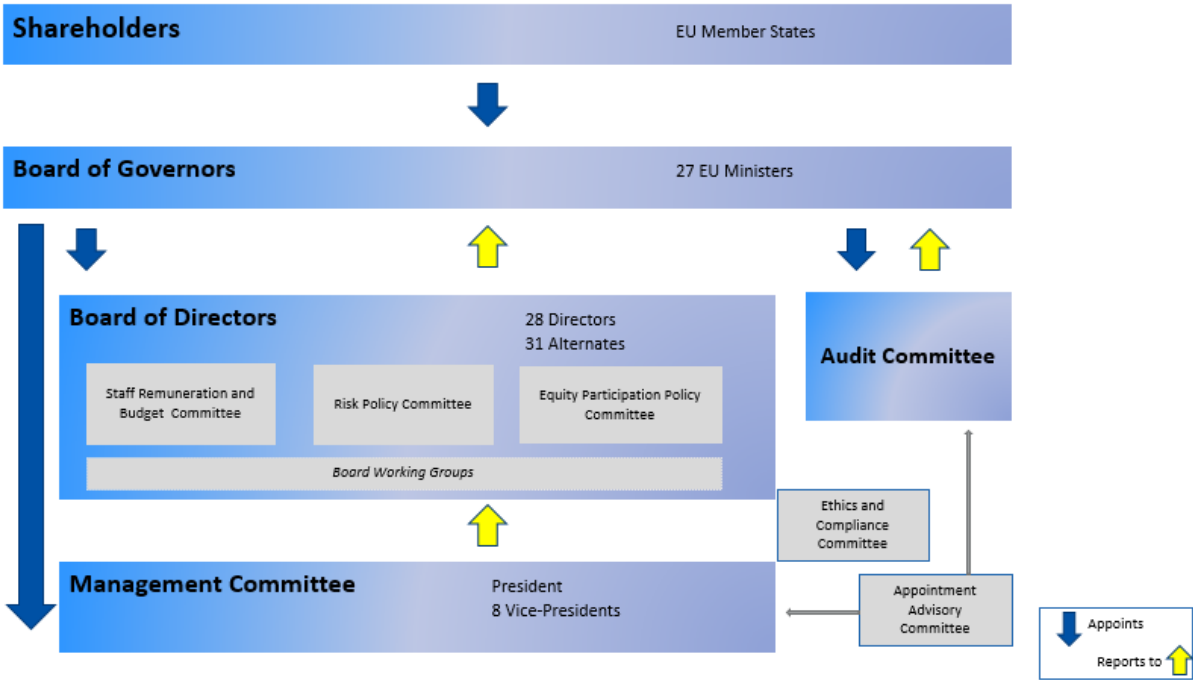 Shareholders
EU Member States
Board of Governors
27 EU Ministers
Board of Directors
28 Directors
31 Alternates
Staff Remuneration and
Budget Committee
Risk Policy Committee
Equity Participation Policy
Committee
Board Working Groups
Audit Committee
Ethics and
Compliance
Committee
Management Committee
President
8 Vice-Presidents
Appointment
Advisory
Committee
Appoints
Reports to